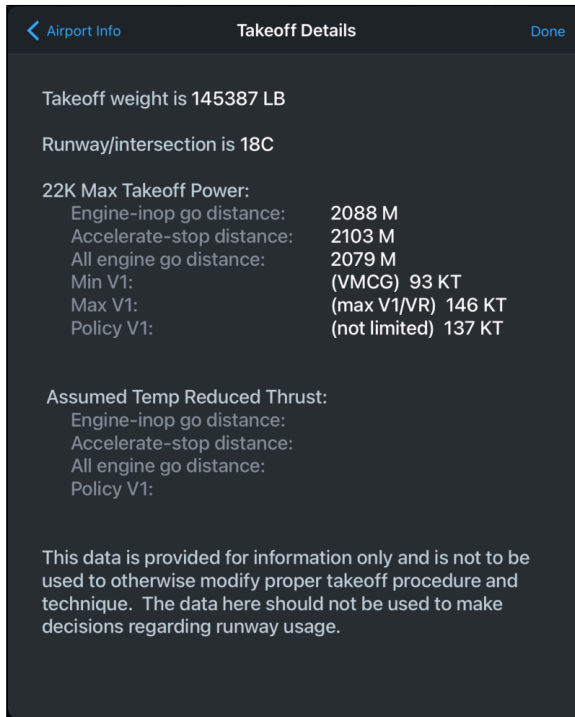 Airport Info Takeoff Details Done
Takeoff weight is 145387 LB
Runway/intersection is 18C
22K Max Takeoff Power:
Engine-inop go distance: 2088 M
Accelerate-stop distance: 2103 M
All engine go distance: 2079 M
Min V1: (VMCG) 93 KT
Max V1: (max V1/VR) 146 KT
Policy V1: (not limited) 137 KT
Assumed Temp Reduced Thrust:
Engine-inop go distance:
Accelerate-stop distance:
All engine go distance:
Policy V1:
This data is provided for information only and is not to be
used to otherwise modify proper takeoff procedure and
technique. The data here should not be used to make
decisions regarding runway usage.